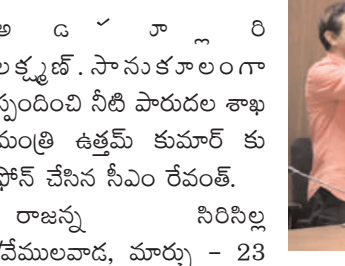 లక్ష్మణ్. సానుకూలంగా
స్పందించి నీటి పారుదల శాఖ
మంత్రి ఉత్తమ్ కుమార్ కు
ఫోన్ చేసిన సీఎం రేవంత్.
రాజన్న సిరిసిల్ల
/వేములవాడ, మార్చు - 23